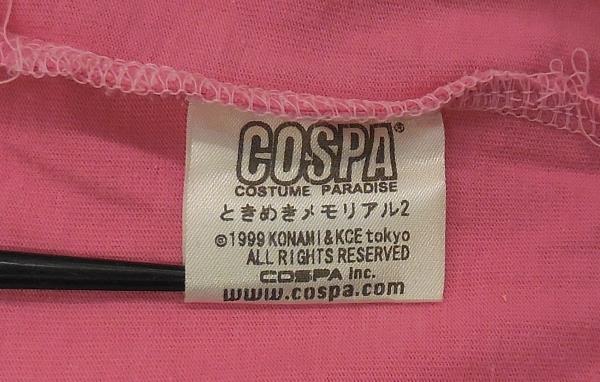 COSPA®
COSTUME PARADISE
ときめきメモリアル2
©1999 KONAMI & KCE tokyo
ALL RIGHTS RESERVED
COSPA Inc.
www.cospa.com